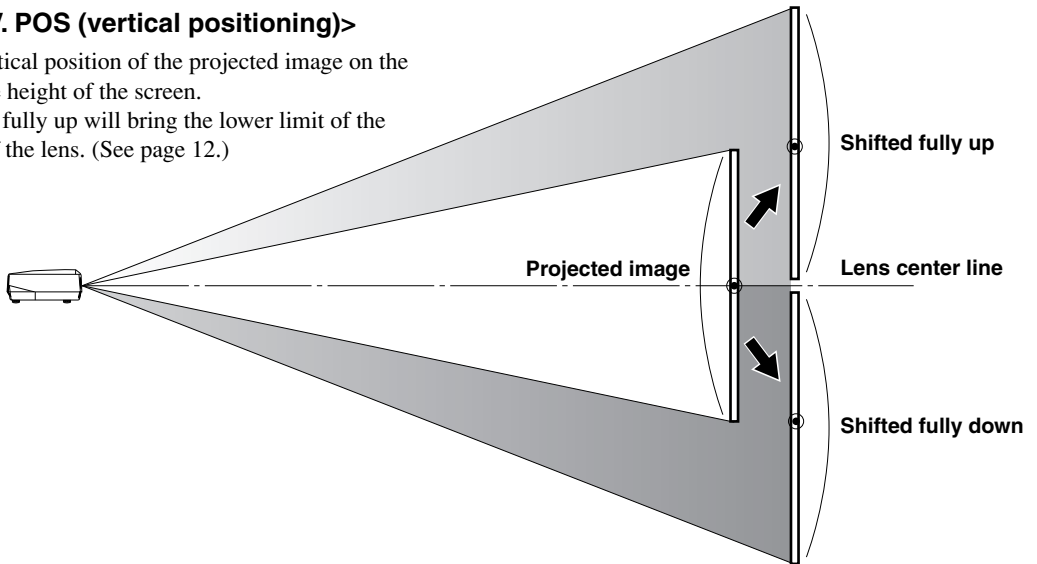 . POS (vertical positioning)>
tical position of the projected image on the
height of the screen.
fully up will bring the lower limit of the
the lens. (See page 12.)
Shifted fully up
Projected image
Lens center line
Shifted fully down